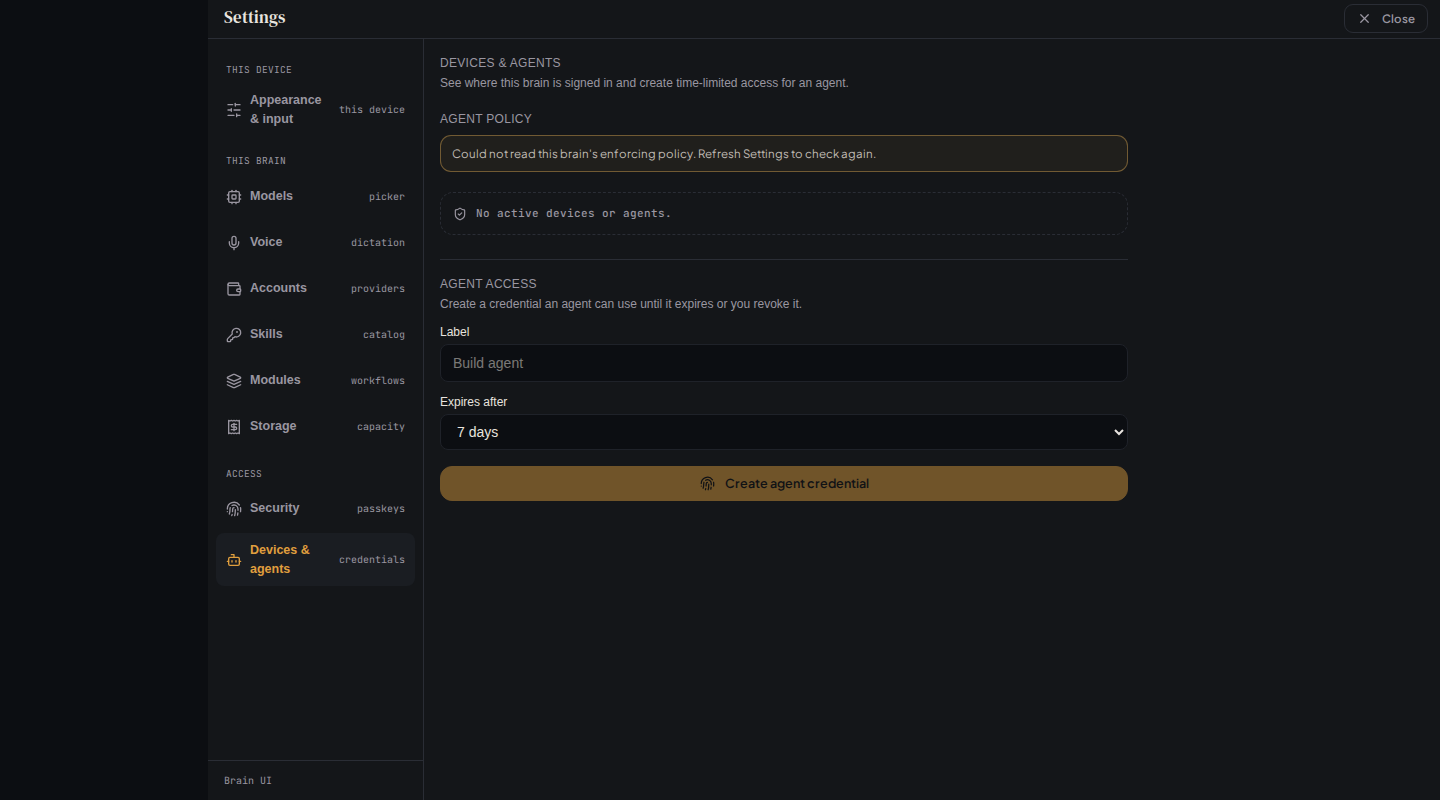 Settings
Close
THIS DEVICE
Appearance & input
this device
THIS BRAIN
Models
picker
Voice
dictation
Accounts
providers
Skills
catalog
Modules
workflows
Storage
capacity
ACCESS
Security
passkeys
Devices & agents
credentials
Brain UI
DEVICES & AGENTS
See where this brain is signed in and create time-limited access for an agent.
AGENT POLICY
Could not read this brain's enforcing policy. Refresh Settings to check again.
No active devices or agents.
AGENT ACCESS
Create a credential an agent can use until it expires or you revoke it.
Label
Build agent
Expires after
7 days
Create agent credential